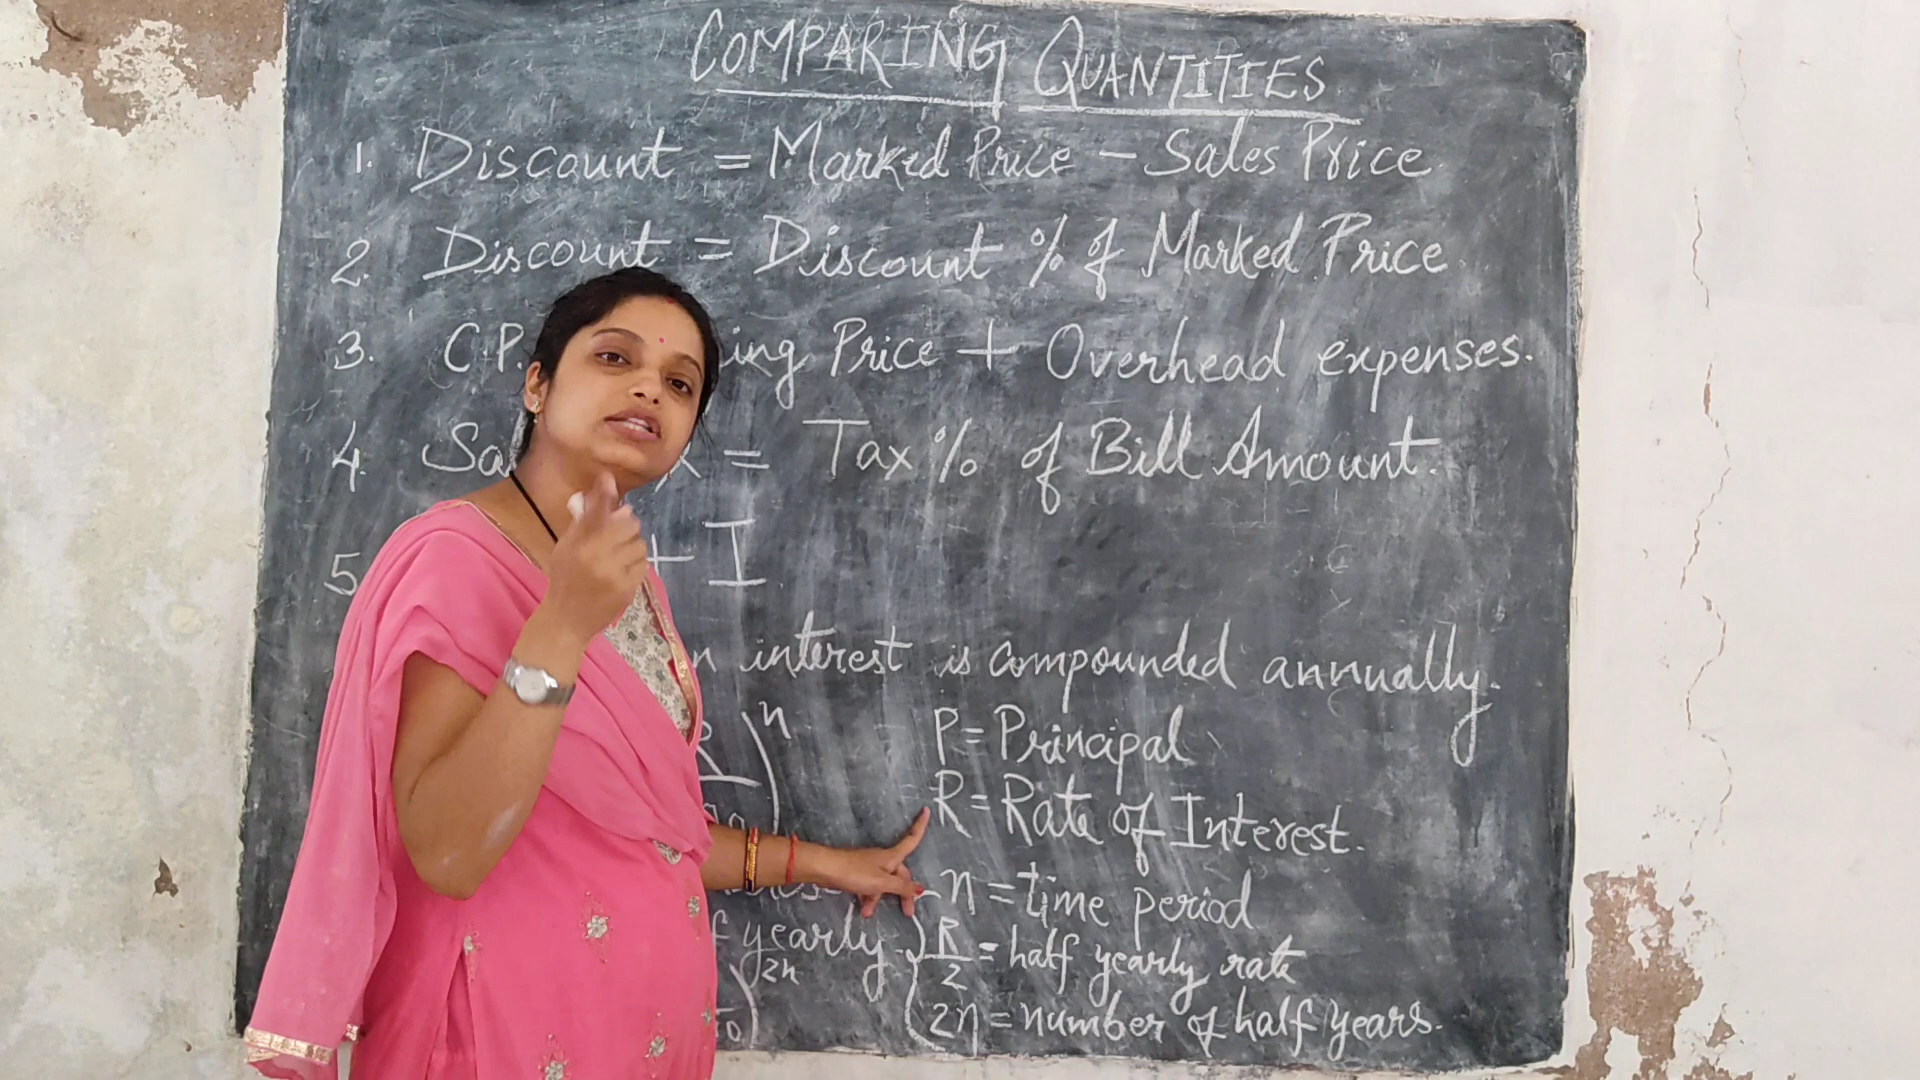 COMPARING QUANTITIES
1. Discount = Marked Price - Sales Price
2. Discount = Discount % of Marked Price
3. C.P. ing Price + Overhead expenses.
4. Sa x = Tax % of Bill Amount.
5 + I
n interest is compounded annually.
R n
P = Principal
R = Rate of Interest.
n = time period
f yearly
2n
R/2 = half yearly rate
2n = number of half years.